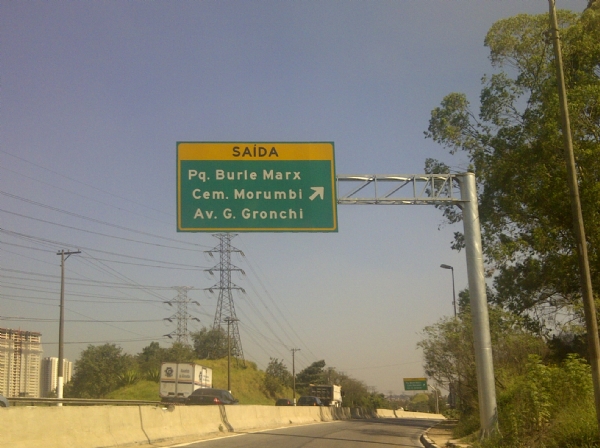 SAÍDA
Pq. Burle Marx
Cem. Morumbi
Av. G. Gronchi